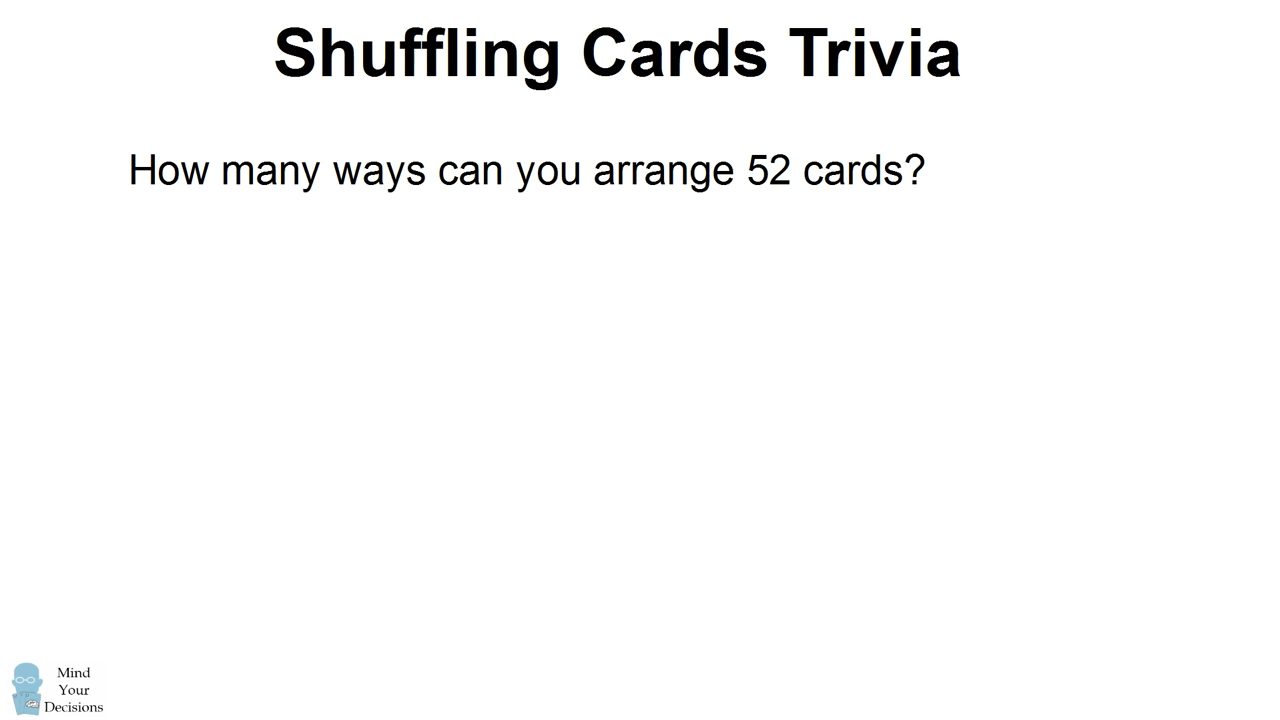 Shuffling Cards Trivia
How many ways can you arrange 52 cards?
Mind
Your
Decisions